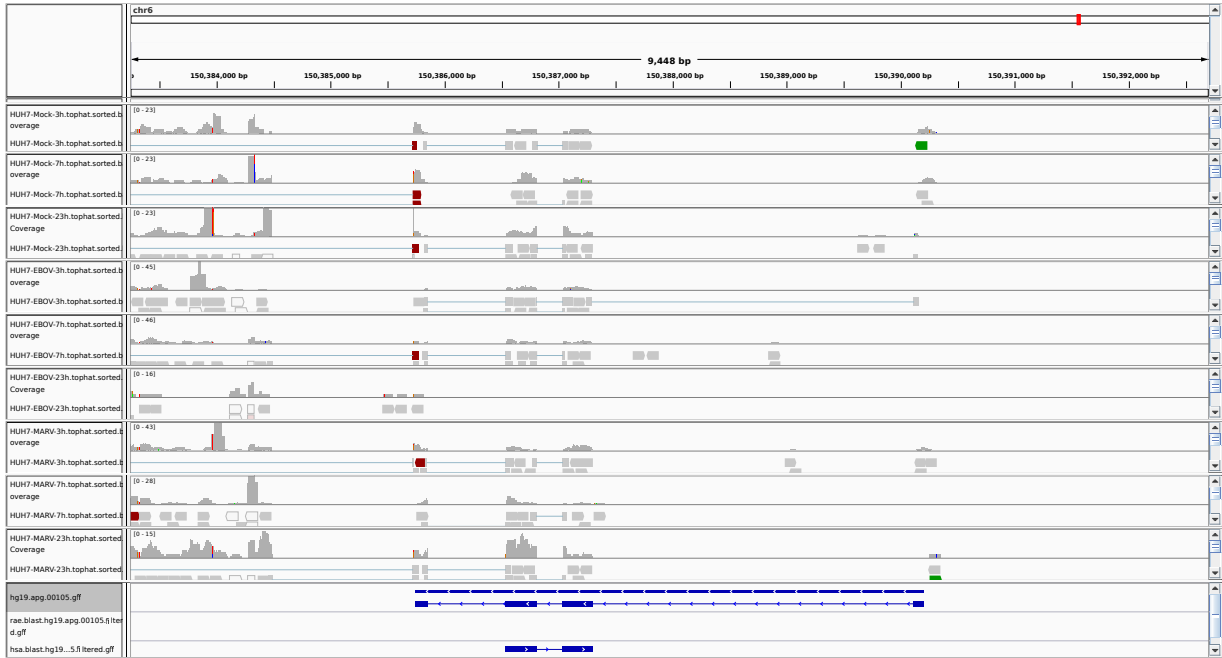 chr6
9,448 bp
150,384,000 bp 150,385,000 bp 150,386,000 bp 150,387,000 bp 150,388,000 bp 150,389,000 bp 150,390,000 bp 150,391,000 bp 150,392,000 bp
HUH7-Mock-3h.tophat.sorted.b
overage
[0 - 23]
HUH7-Mock-3h.tophat.sorted.b
HUH7-Mock-7h.tophat.sorted.b
overage
[0 - 23]
HUH7-Mock-7h.tophat.sorted.b
HUH7-Mock-23h.tophat.sorted.
Coverage
[0 - 23]
HUH7-Mock-23h.tophat.sorted.
HUH7-EBOV-3h.tophat.sorted.b
overage
[0 - 45]
HUH7-EBOV-3h.tophat.sorted.b
HUH7-EBOV-7h.tophat.sorted.b
overage
[0 - 46]
HUH7-EBOV-7h.tophat.sorted.b
HUH7-EBOV-23h.tophat.sorted.
Coverage
[0 - 16]
HUH7-EBOV-23h.tophat.sorted.
HUH7-MARV-3h.tophat.sorted.b
overage
[0 - 43]
HUH7-MARV-3h.tophat.sorted.b
HUH7-MARV-7h.tophat.sorted.b
overage
[0 - 28]
HUH7-MARV-7h.tophat.sorted.b
HUH7-MARV-23h.tophat.sorted.
Coverage
[0 - 15]
HUH7-MARV-23h.tophat.sorted.
hg19.apg.00105.gff
rae.blast.hg19.apg.00105.filter
d.gff
hsa.blast.hg19...5.filtered.gff